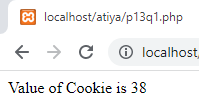 localhost/atiya/p13q1.php
localhost
Value of Cookie is 38